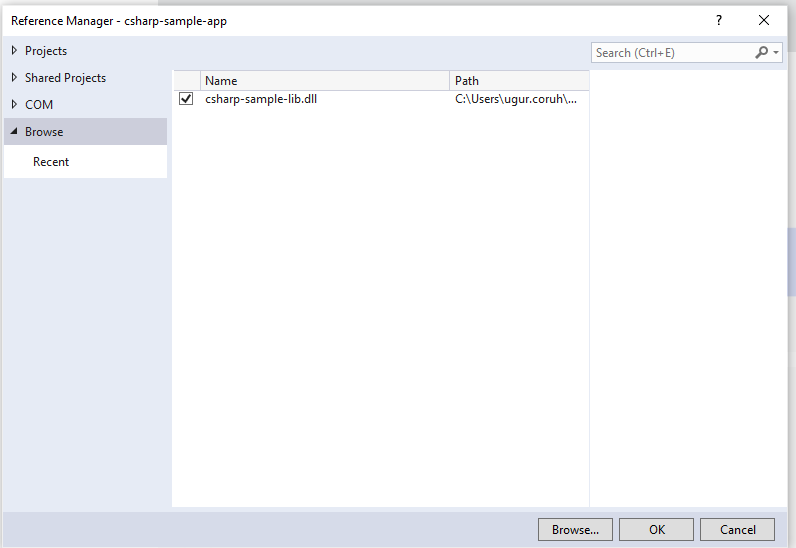 Reference Manager - csharp-sample-app ?
Projects
Shared Projects
COM
Browse
Recent
Search (Ctrl+E)
Name Path
csharp-sample-lib.dll C:\Users\ugur.coruh\...
Browse... OK Cancel